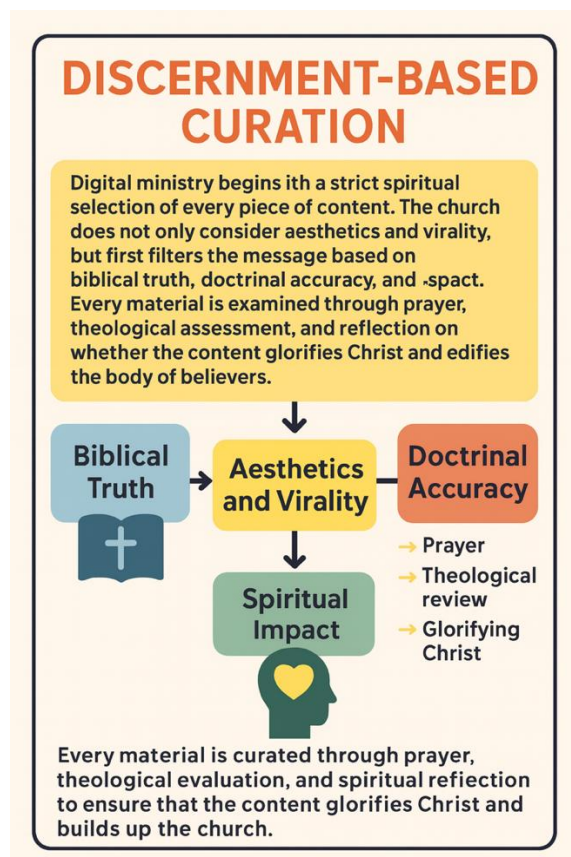 DISCERNMENT-BASED
CURATION
Digital ministry begins ith a strict spiritual
selection of every piece of content. The church
does not only consider aesthetics and virality,
but first filters the message based on
biblical truth, doctrinal accuracy, and spact.
Every material is examined through prayer,
theological assessment, and reflection on
whether the content glorifies Christ and edifies
the body of believers.
Biblical
Truth
Aesthetics
and Virality
Doctrinal
Accuracy
→ Prayer
→ Theological
review
→ Glorifying
Christ
Spiritual
Impact
Every material is curated through prayer,
theological evaluation, and spiritual refiection
to ensure that the content glorifies Christ and
builds up the church.